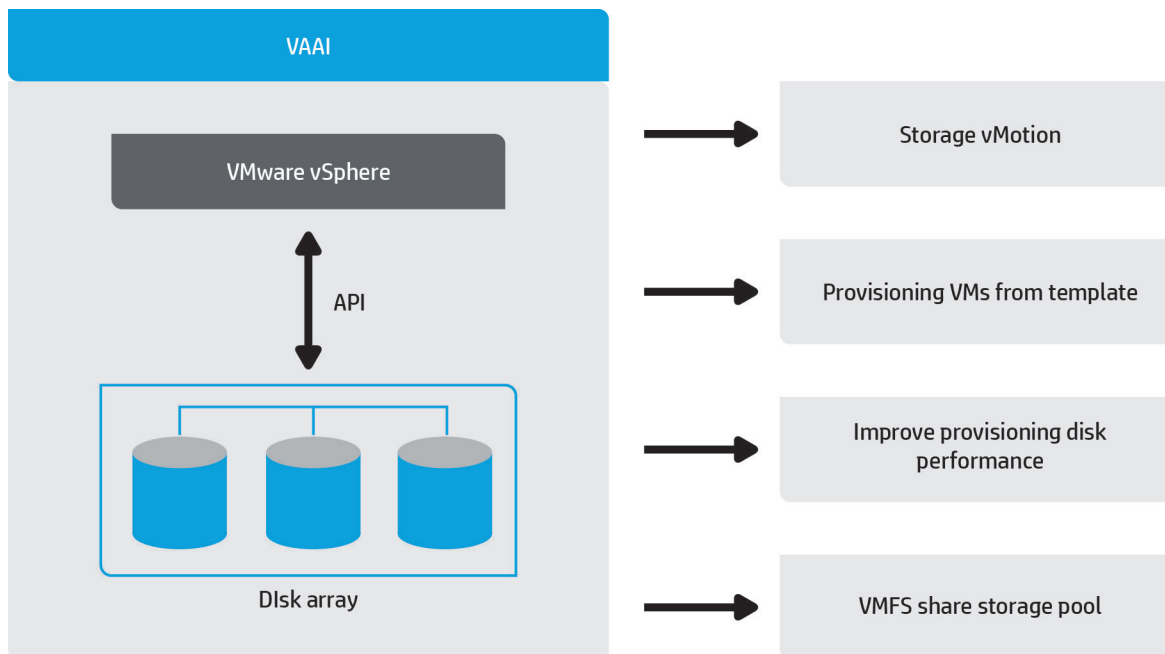 VAAI
VMware vSphere
API
DIsk array
Storage vMotion
Provisioning VMs from template
Improve provisioning disk
performance
VMFS share storage pool